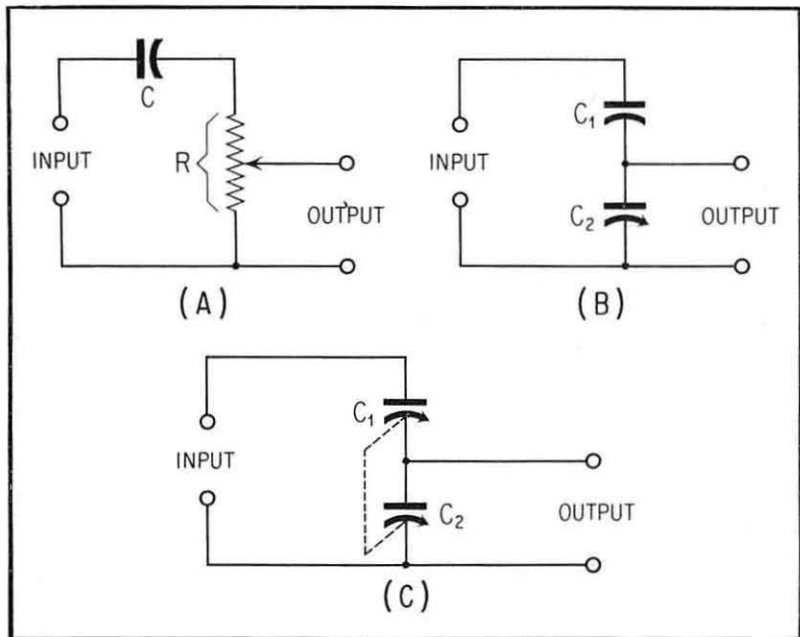 C
INPUT
R
OUTPUT
(A)
C₁
INPUT
C₂
OUTPUT
(B)
C₁
INPUT
C₂
OUTPUT
(C)